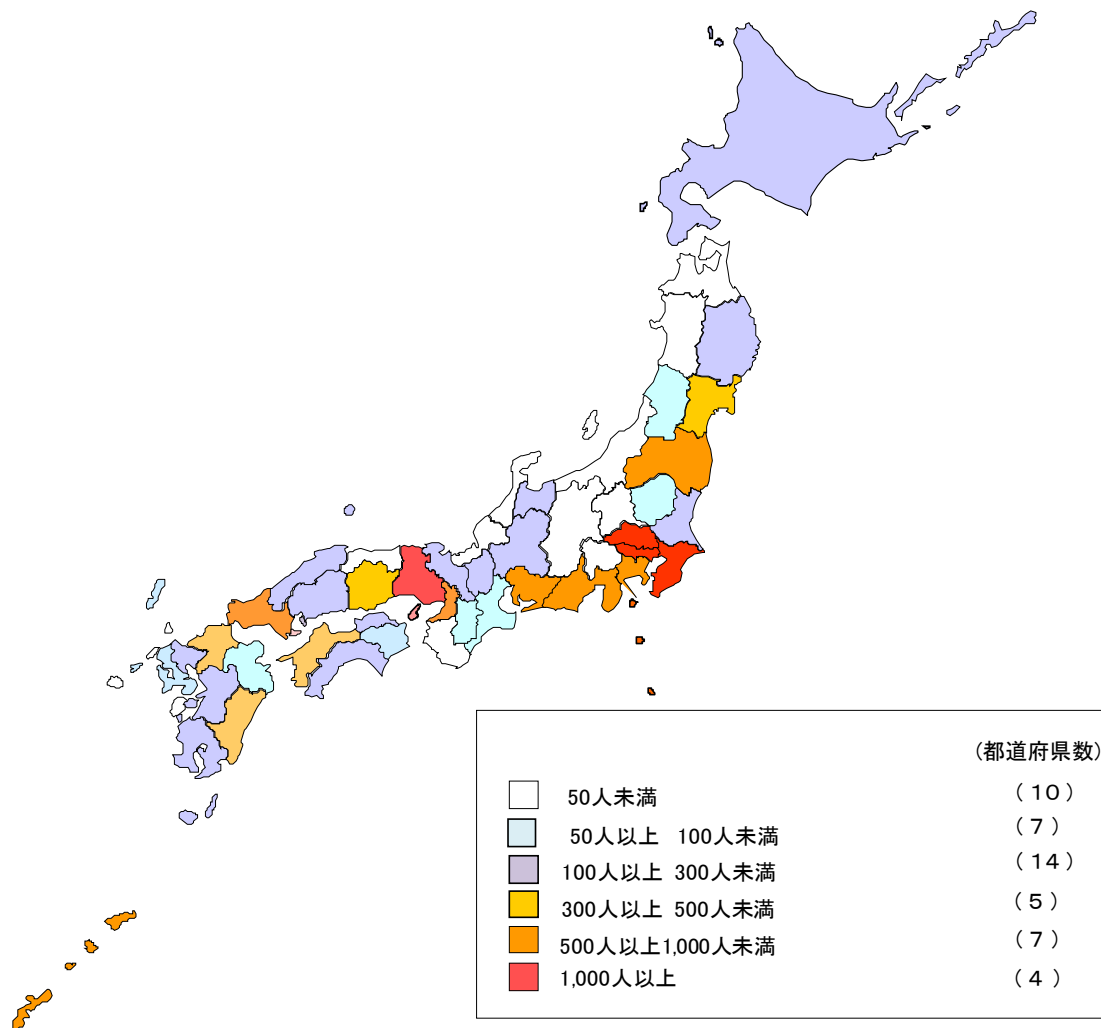 (都道府県数)
50人未満 （１０）
50人以上 100人未満 （７）
100人以上 300人未満 （１４）
300人以上 500人未満 （５）
500人以上1,000人未満 （７）
1,000人以上 （４）